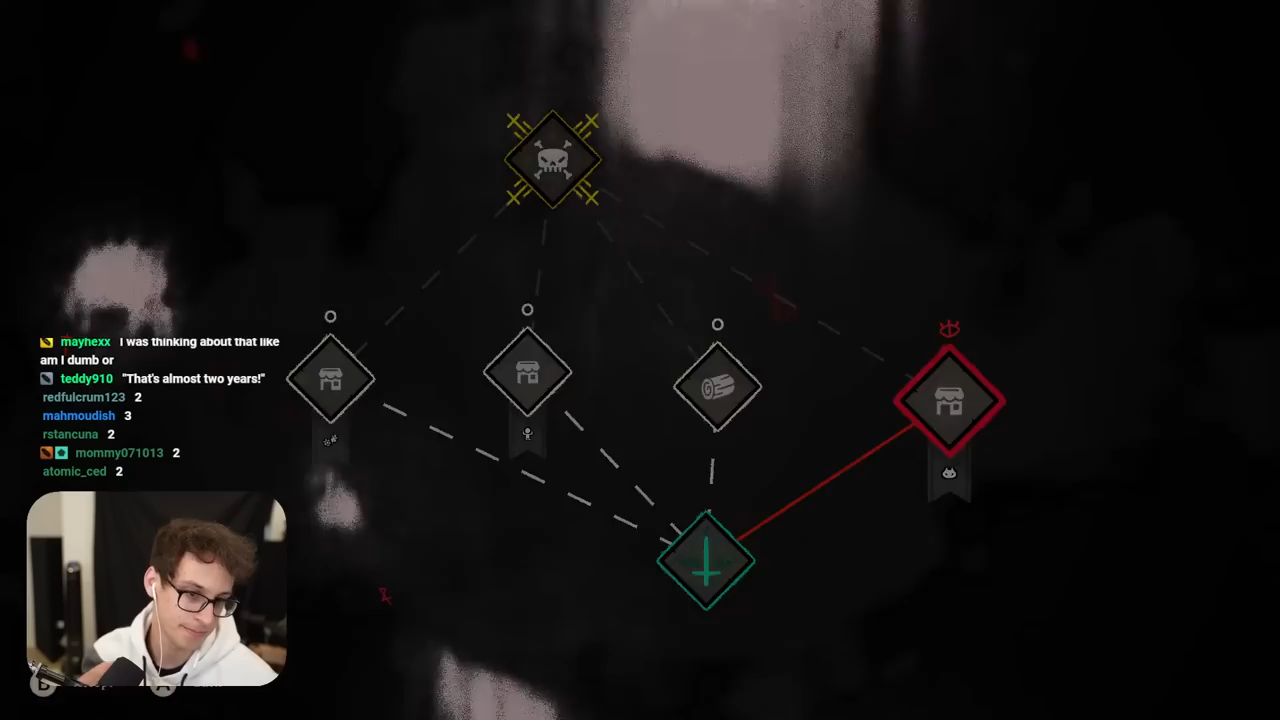 mayhexx I was thinking about that like
am I dumb or
teddy910 "That's almost two years!"
redfulcrum123 2
mahmoudish 3
rstancuna 2
mommy071013 2
atomic_ced 2
B
A